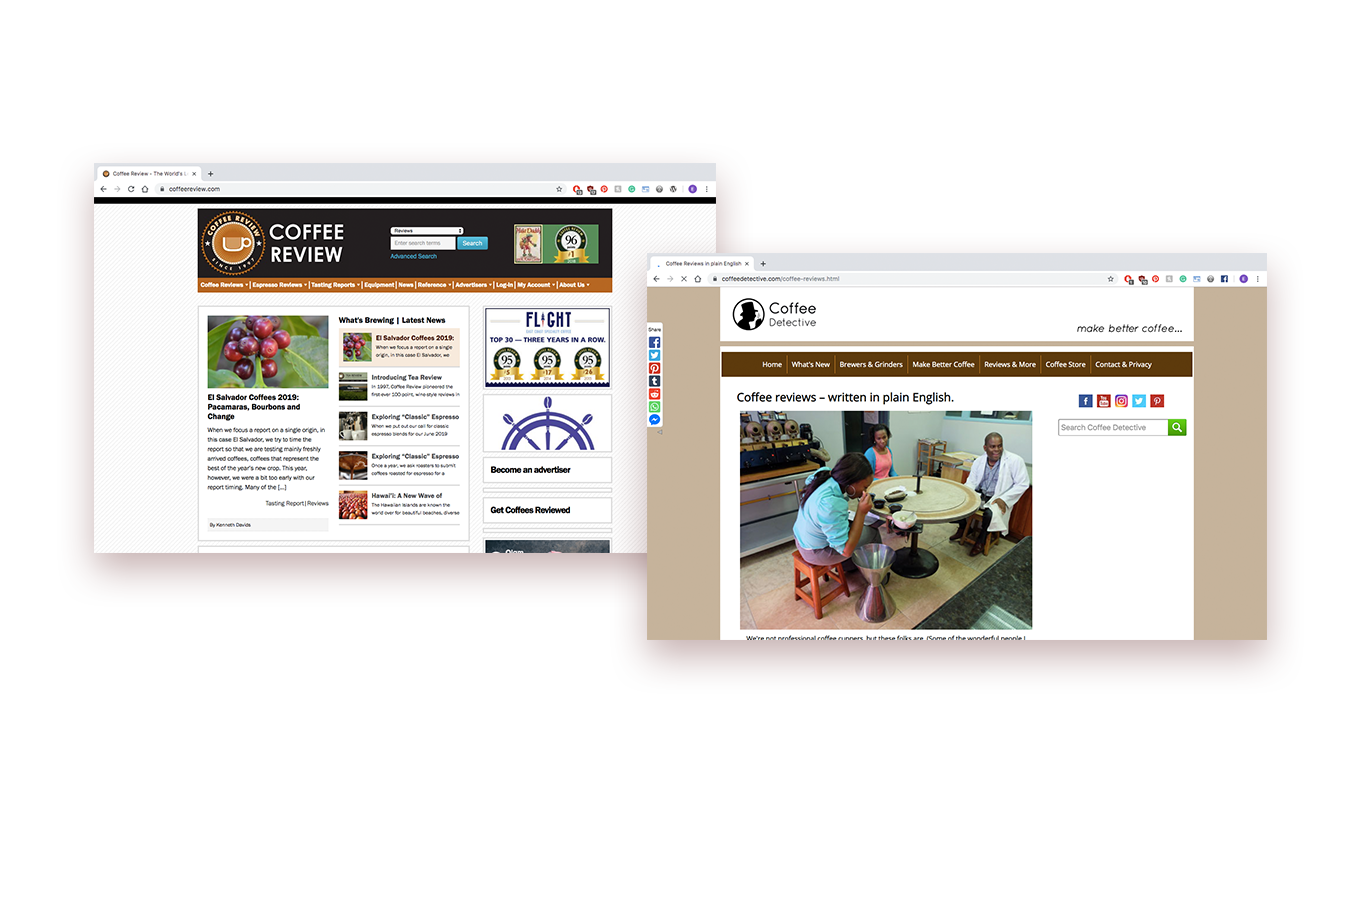 Coffee Review - The World's L
coffeereview.com
COFFEE REVIEW
SINCE 1997
COFFEE
REVIEW
Reviews
Enter search terms
Search
Advanced Search
96
#1
Coffee Reviews
Espresso Reviews
Tasting Reports
Equipment
News
Reference
Advertisers
Log-In
My Account
About Us
El Salvador Coffees 2019:
Pacamaras, Bourbons and
Change
When we focus a report on a single origin, in
this case El Salvador, we try to time the
report so that we are testing mainly freshly
arrived coffees, coffees that represent the
best of the year's new crop. This year,
however, we were a bit too early with our
report timing. Many of the [...]
Tasting Report|Reviews
By Kenneth Davids
What's Brewing | Latest News
El Salvador Coffees 2019:
When we focus a report on a single
origin, in this case El Salvador, we
Introducing Tea Review
In 1997, Coffee Review pioneered the
first-ever 100 point, wine-style reviews in
Exploring "Classic" Espresso
When we put out our call for classic
espresso blends for our June 2019
Exploring "Classic" Espresso
Once a year, we ask roasters to submit
coffees roasted for espresso for a
Hawai'i: A New Wave of
The Hawaiian Islands are known the
world over for beautiful beaches, diverse
FLIGHT
TOP 30 — THREE YEARS IN A ROW.
95
95
95
Become an advertiser
Get Coffees Reviewed
Olam
Coffee Reviews in plain English
coffeedetective.com/coffee-reviews.html
Share
Coffee
Detective
make better coffee...
Home
What's New
Brewers & Grinders
Make Better Coffee
Reviews & More
Coffee Store
Contact & Privacy
Coffee reviews – written in plain English.
Search Coffee Detective
We're not professional coffee cuppers, but these folks are. (Some of the wonderful people I